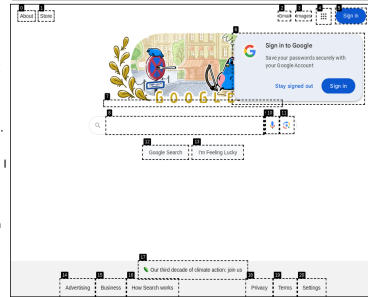 About
Store
Gmail
Images
Sign in
Sign in to Google
Save your passwords securely with
your Google Account
Stay signed out
Sign in
GOOGLE
Google Search
I'm Feeling Lucky
Our third decade of climate action: join us
Advertising
Business
How Search works
Privacy
Terms
Settings